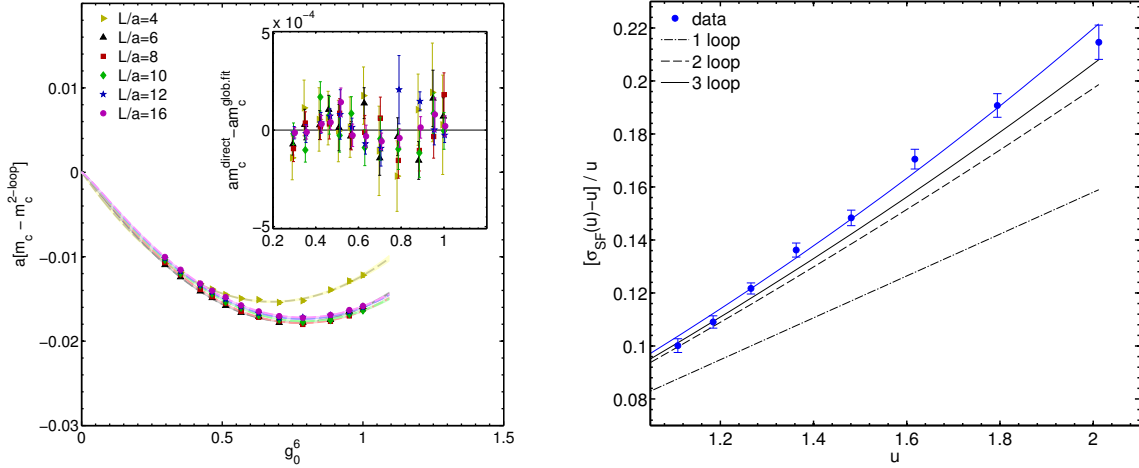 L/a=4
L/a=6
L/a=8
L/a=10
L/a=12
L/a=16
0.01
0
−0.01
−0.02
−0.03
a[m_c − m_c^{2−loop}]
0
0.5
1
1.5
g_0^6
5 x 10^{−4}
0
−5
am_c^{direct}−am_c^{glob.fit}
0.2
0.4
0.6
0.8
1
data
1 loop
2 loop
3 loop
0.22
0.2
0.18
0.16
0.14
0.12
0.1
0.08
[σ_{SF}(u)−u] / u
1.2
1.4
1.6
1.8
2
u